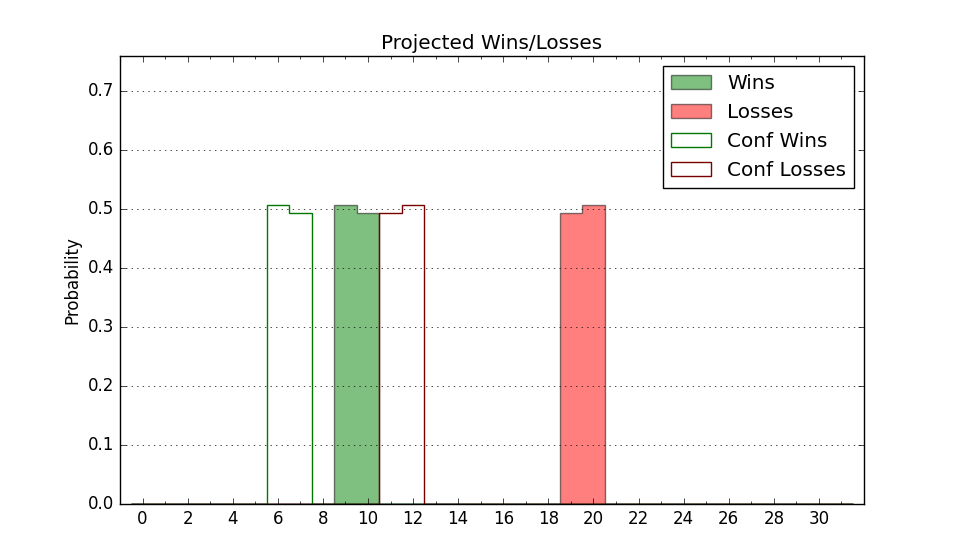 Projected Wins/Losses
Wins
Losses
Conf Wins
Conf Losses
Probability
0.7
0.6
0.5
0.4
0.3
0.2
0.1
0.0
0 2 4 6 8 10 12 14 16 18 20 22 24 26 28 30